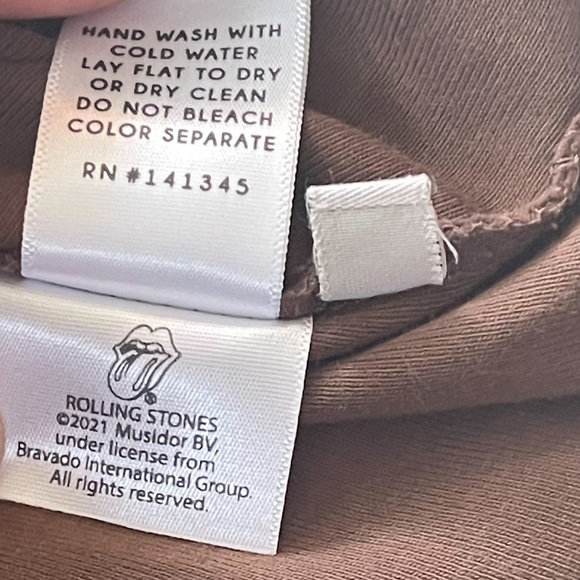 HAND WASH WITH
COLD WATER
LAY FLAT TO DRY
OR DRY CLEAN
DO NOT BLEACH
COLOR SEPARATE
RN #141345
®
ROLLING STONES
©2021 Musidor BV,
under license from
Bravado International Group.
All rights reserved.